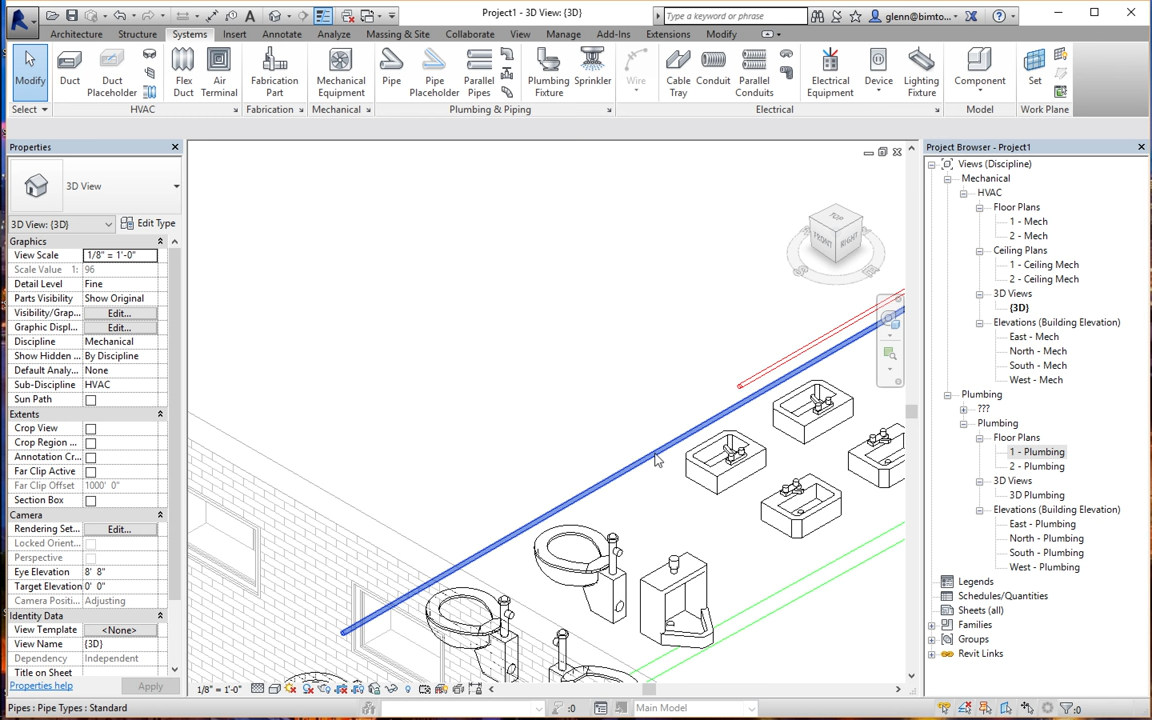 Project1 - 3D View: {3D}
Type a keyword or phrase
glenn@bimto...
Architecture Structure Systems Insert Annotate Analyze Massing & Site Collaborate View Manage Add-Ins Extensions Modify
Modify
Duct
Duct Placeholder
Flex Duct
Air Terminal
Fabrication Part
Mechanical Equipment
Pipe
Pipe Placeholder
Parallel Pipes
Plumbing Fixture
Sprinkler
Wire
Cable Tray
Conduit
Parallel Conduits
Electrical Equipment
Device
Lighting Fixture
Component
Set
Select HVAC Fabrication Mechanical Plumbing & Piping Electrical Model Work Plane
Properties
3D View
3D View: {3D} Edit Type
Graphics
View Scale 1/8" = 1'-0"
Scale Value 1: 96
Detail Level Fine
Parts Visibility Show Original
Visibility/Grap... Edit...
Graphic Displ... Edit...
Discipline Mechanical
Show Hidden ... By Discipline
Default Analy... None
Sub-Discipline HVAC
Sun Path
Extents
Crop View
Crop Region ...
Annotation Cr...
Far Clip Active
Far Clip Offset 1000' 0"
Section Box
Camera
Rendering Set... Edit...
Locked Orient...
Perspective
Eye Elevation 8' 8"
Target Elevation 0' 0"
Camera Positi... Adjusting
Identity Data
View Template <None>
View Name {3D}
Dependency Independent
Title on Sheet
Properties help Apply
TOP
FRONT RIGHT
1/8" = 1'-0"
Project Browser - Project1
Views (Discipline)
Mechanical
HVAC
Floor Plans
1 - Mech
2 - Mech
Ceiling Plans
1 - Ceiling Mech
2 - Ceiling Mech
3D Views
{3D}
Elevations (Building Elevation)
East - Mech
North - Mech
South - Mech
West - Mech
Plumbing
???
Plumbing
Floor Plans
1 - Plumbing
2 - Plumbing
3D Views
3D Plumbing
Elevations (Building Elevation)
East - Plumbing
North - Plumbing
South - Plumbing
West - Plumbing
Legends
Schedules/Quantities
Sheets (all)
Families
Groups
Revit Links
Pipes : Pipe Types : Standard :0 Main Model :0